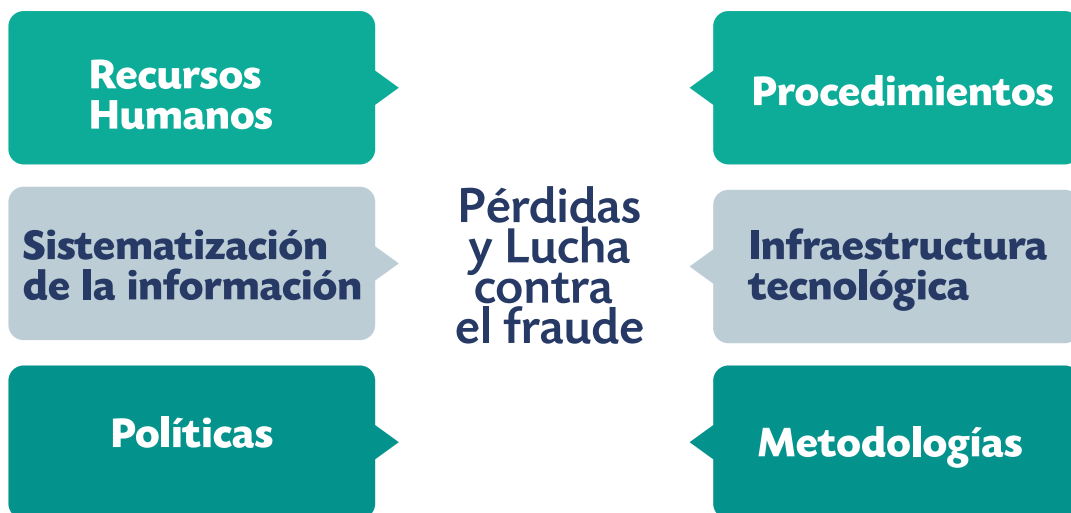 Recursos
Humanos
Procedimientos
Sistematización
de la información
Pérdidas
y Lucha
contra
el fraude
Infraestructura
tecnológica
Políticas
Metodologías